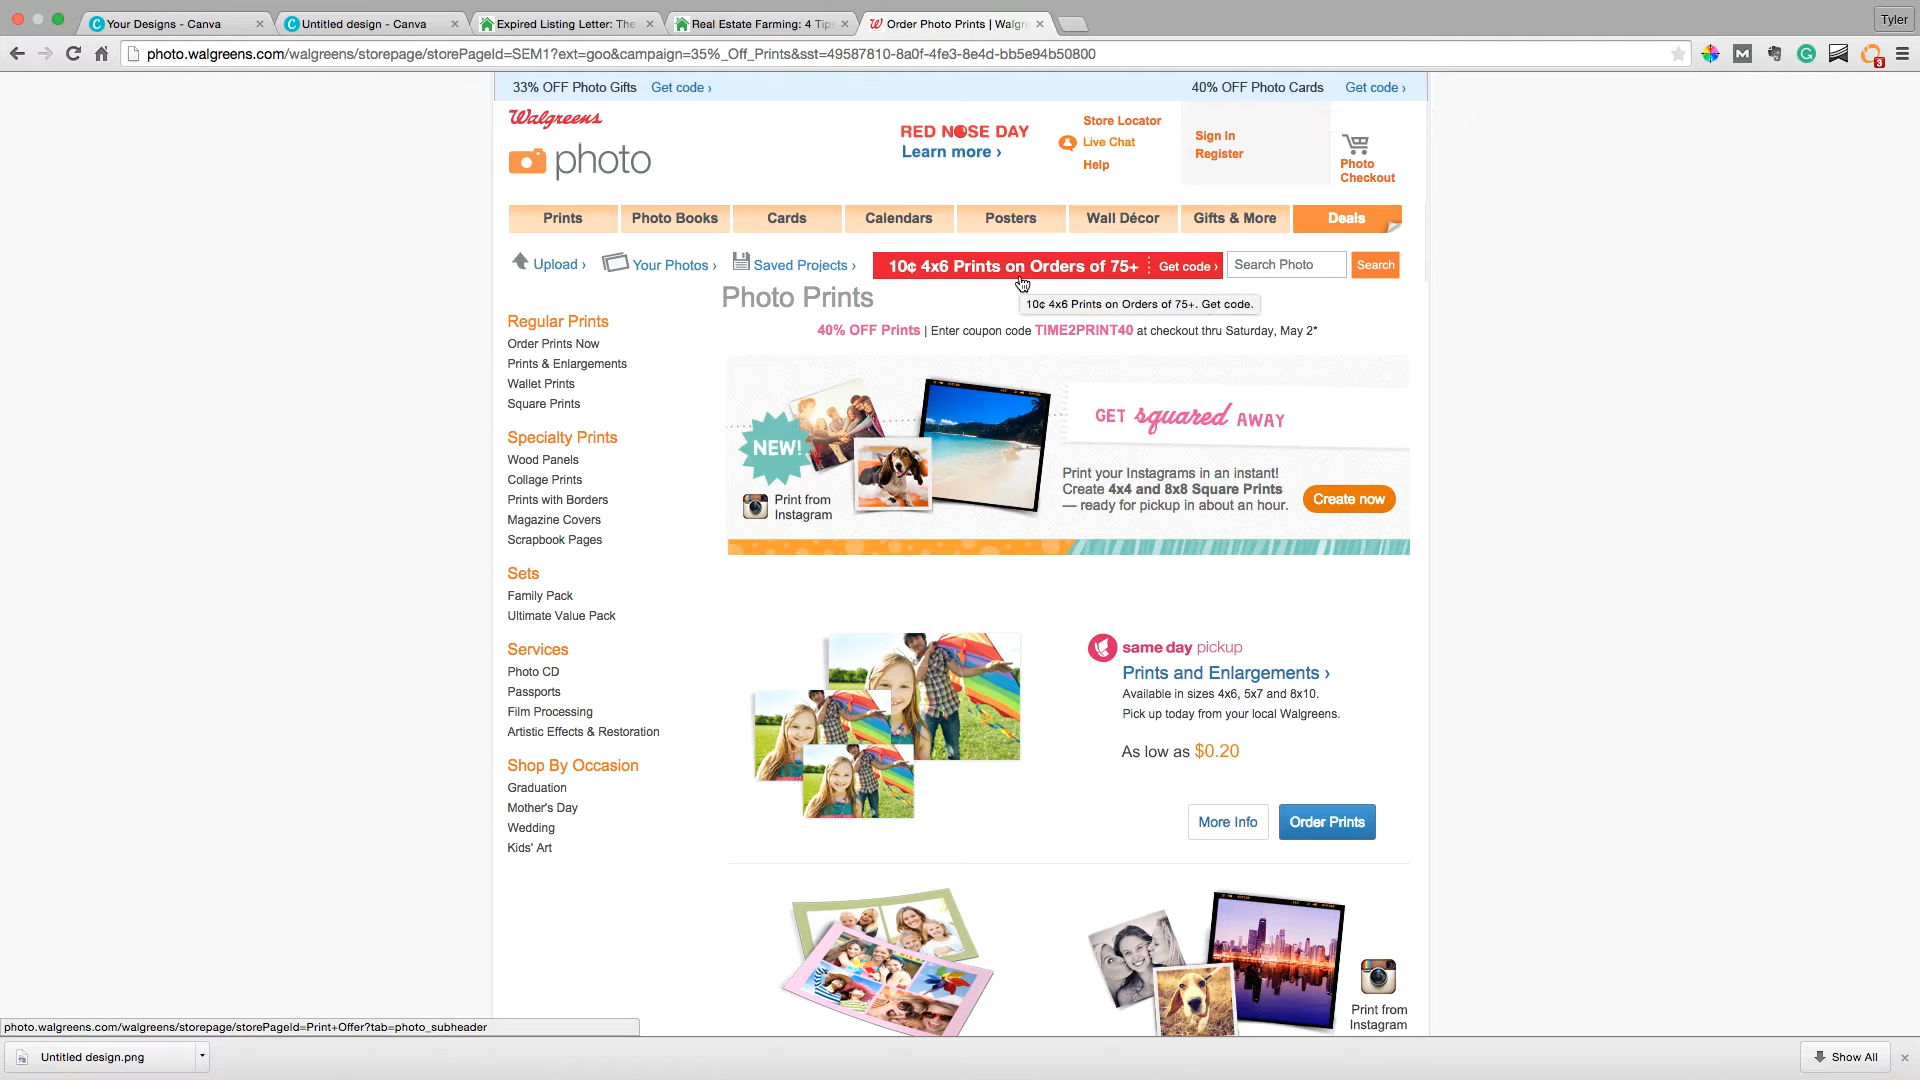 Your Designs - Canva
Untitled design - Canva
Expired Listing Letter: The
Real Estate Farming: 4 Tips
Order Photo Prints | Walgre
Tyler
photo.walgreens.com/walgreens/storepage/storePageId=SEM1?ext=goo&campaign=35%_Off_Prints&sst=49587810-8a0f-4fe3-8e4d-bb5e94b50800
3
33% OFF Photo Gifts Get code ›
40% OFF Photo Cards Get code ›
Walgreens
photo
RED NOSE DAY
Learn more ›
Store Locator
Live Chat
Help
Sign In
Register
Photo
Checkout
Prints
Photo Books
Cards
Calendars
Posters
Wall Décor
Gifts & More
Deals
Upload ›
Your Photos ›
Saved Projects ›
10¢ 4x6 Prints on Orders of 75+ Get code ›
Search Photo
Search
Photo Prints
10¢ 4x6 Prints on Orders of 75+. Get code.
40% OFF Prints | Enter coupon code TIME2PRINT40 at checkout thru Saturday, May 2*
Regular Prints
Order Prints Now
Prints & Enlargements
Wallet Prints
Square Prints
Specialty Prints
Wood Panels
Collage Prints
Prints with Borders
Magazine Covers
Scrapbook Pages
Sets
Family Pack
Ultimate Value Pack
Services
Photo CD
Passports
Film Processing
Artistic Effects & Restoration
Shop By Occasion
Graduation
Mother's Day
Wedding
Kids' Art
NEW!
Print from
Instagram
GET squared AWAY
Print your Instagrams in an instant!
Create 4x4 and 8x8 Square Prints
— ready for pickup in about an hour.
Create now
same day pickup
Prints and Enlargements ›
Available in sizes 4x6, 5x7 and 8x10.
Pick up today from your local Walgreens.
As low as $0.20
More Info
Order Prints
Print from
Instagram
photo.walgreens.com/walgreens/storepage/storePageId=Print+Offer?tab=photo_subheader
Untitled design.png
Show All